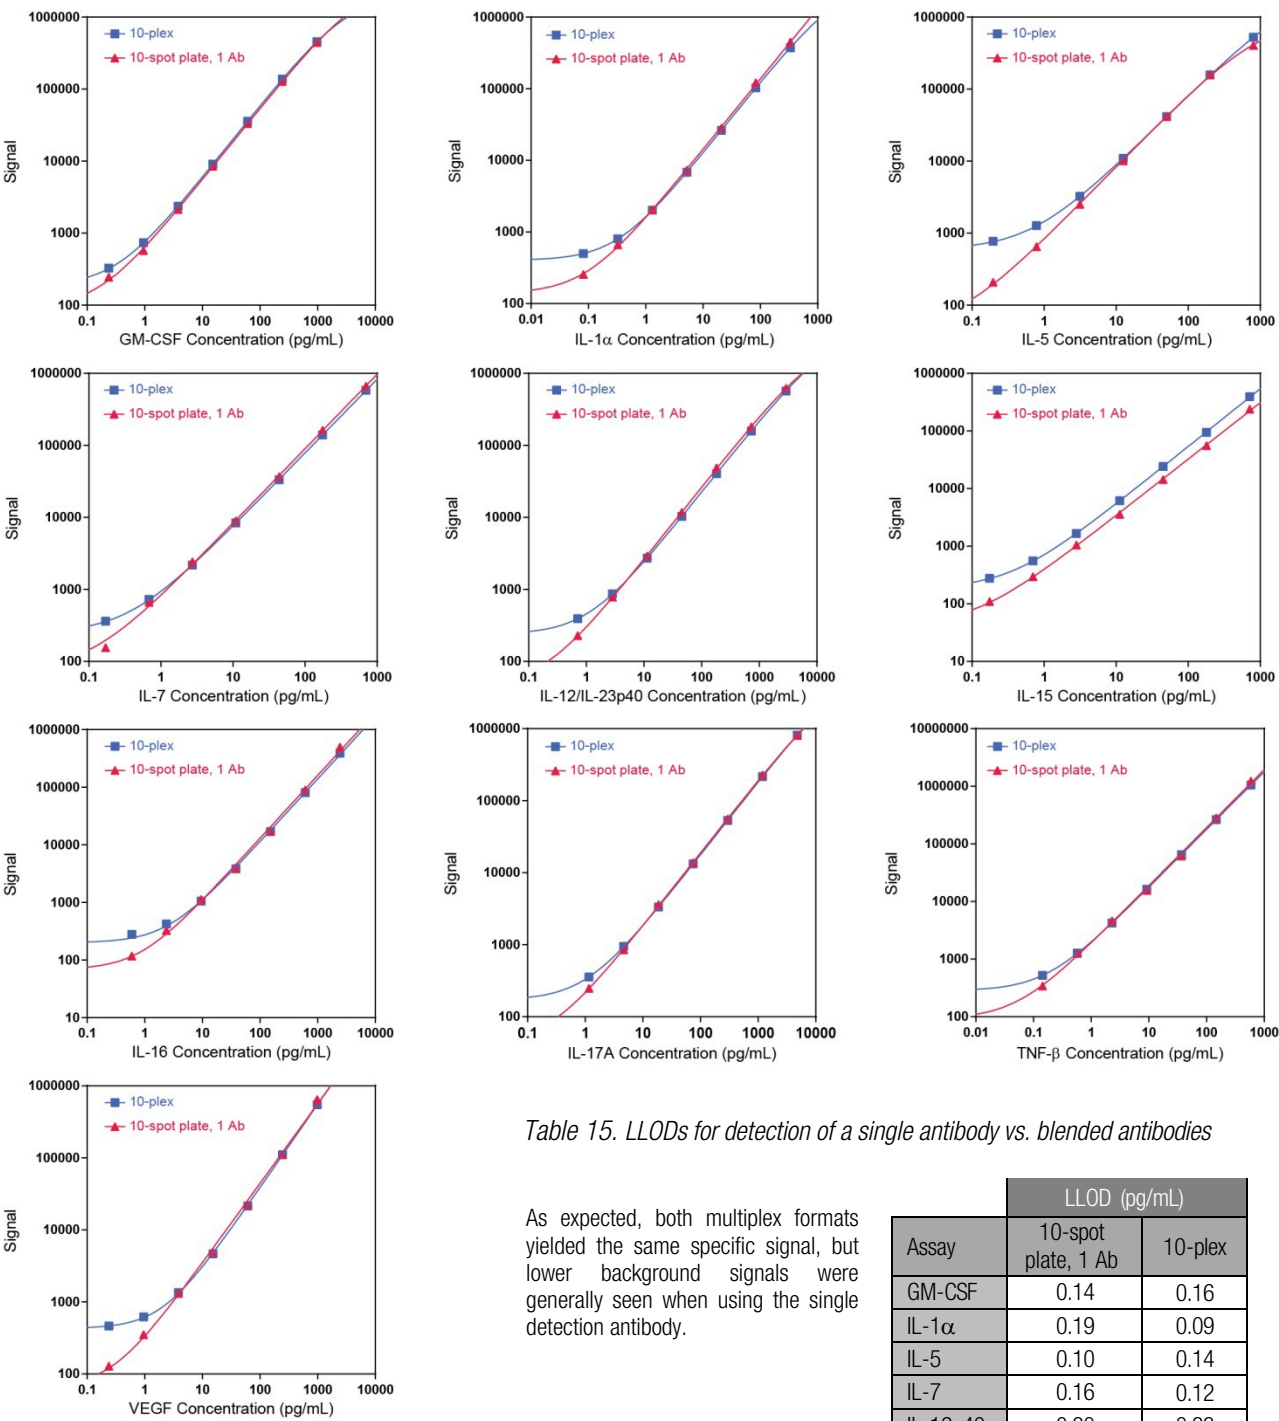 1000000
100000
10000
1000
100
Signal
10-plex
10-spot plate, 1 Ab
0.1 1 10 100 1000 10000
GM-CSF Concentration (pg/mL)
1000000
100000
10000
1000
100
Signal
10-plex
10-spot plate, 1 Ab
0.01 0.1 1 10 100 1000
IL-1α Concentration (pg/mL)
1000000
100000
10000
1000
100
Signal
10-plex
10-spot plate, 1 Ab
0.1 1 10 100 1000
IL-5 Concentration (pg/mL)
1000000
100000
10000
1000
100
Signal
10-plex
10-spot plate, 1 Ab
0.1 1 10 100 1000
IL-7 Concentration (pg/mL)
1000000
100000
10000
1000
100
Signal
10-plex
10-spot plate, 1 Ab
0.1 1 10 100 1000 10000
IL-12/IL-23p40 Concentration (pg/mL)
1000000
100000
10000
1000
100
10
Signal
10-plex
10-spot plate, 1 Ab
0.1 1 10 100 1000
IL-15 Concentration (pg/mL)
1000000
100000
10000
1000
100
10
Signal
10-plex
10-spot plate, 1 Ab
0.1 1 10 100 1000 10000
IL-16 Concentration (pg/mL)
1000000
100000
10000
1000
100
Signal
10-plex
10-spot plate, 1 Ab
0.1 1 10 100 1000 10000
IL-17A Concentration (pg/mL)
10000000
1000000
100000
10000
1000
100
Signal
10-plex
10-spot plate, 1 Ab
0.01 0.1 1 10 100 1000
TNF-β Concentration (pg/mL)
1000000
100000
10000
1000
100
Signal
10-plex
10-spot plate, 1 Ab
0.1 1 10 100 1000 10000
VEGF Concentration (pg/mL)
Table 15. LLODs for detection of a single antibody vs. blended antibodies
As expected, both multiplex formats
yielded the same specific signal, but
lower background signals were
generally seen when using the single
detection antibody.
LLOD (pg/mL)
Assay 10-spot plate, 1 Ab 10-plex
GM-CSF 0.14 0.16
IL-1α 0.19 0.09
IL-5 0.10 0.14
IL-7 0.16 0.12